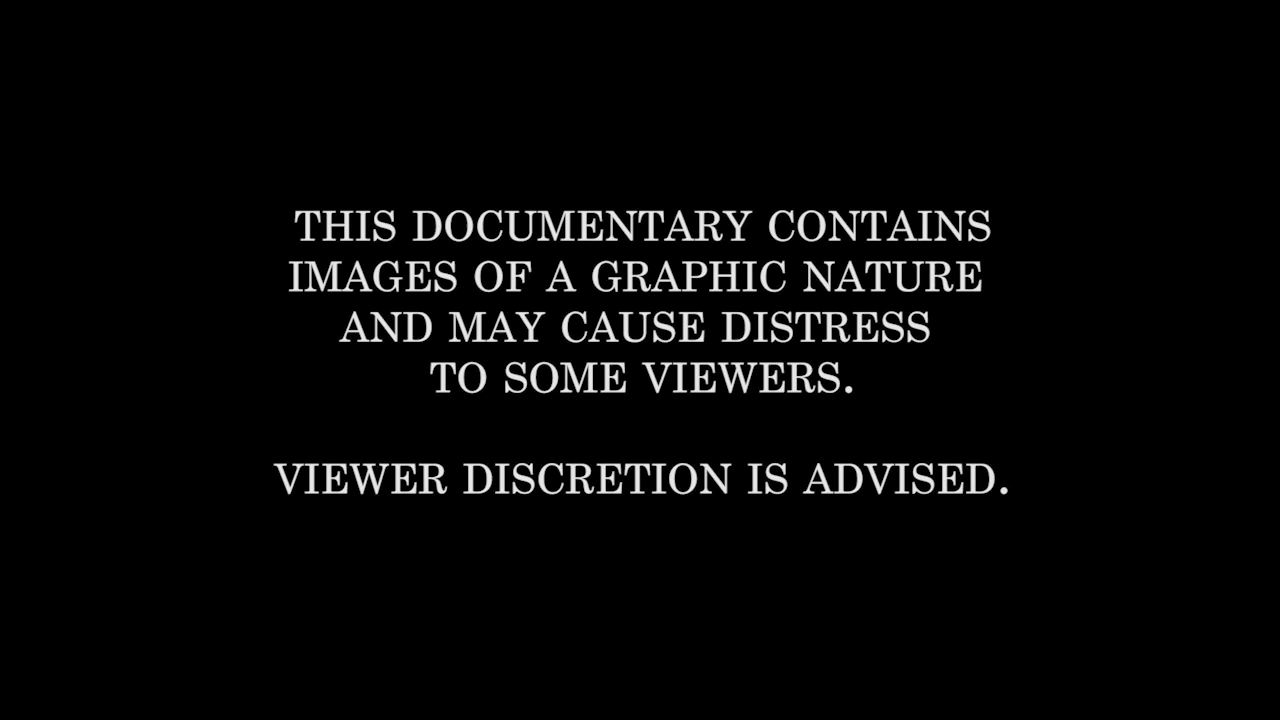 THIS DOCUMENTARY CONTAINS
IMAGES OF A GRAPHIC NATURE
AND MAY CAUSE DISTRESS
TO SOME VIEWERS.
VIEWER DISCRETION IS ADVISED.